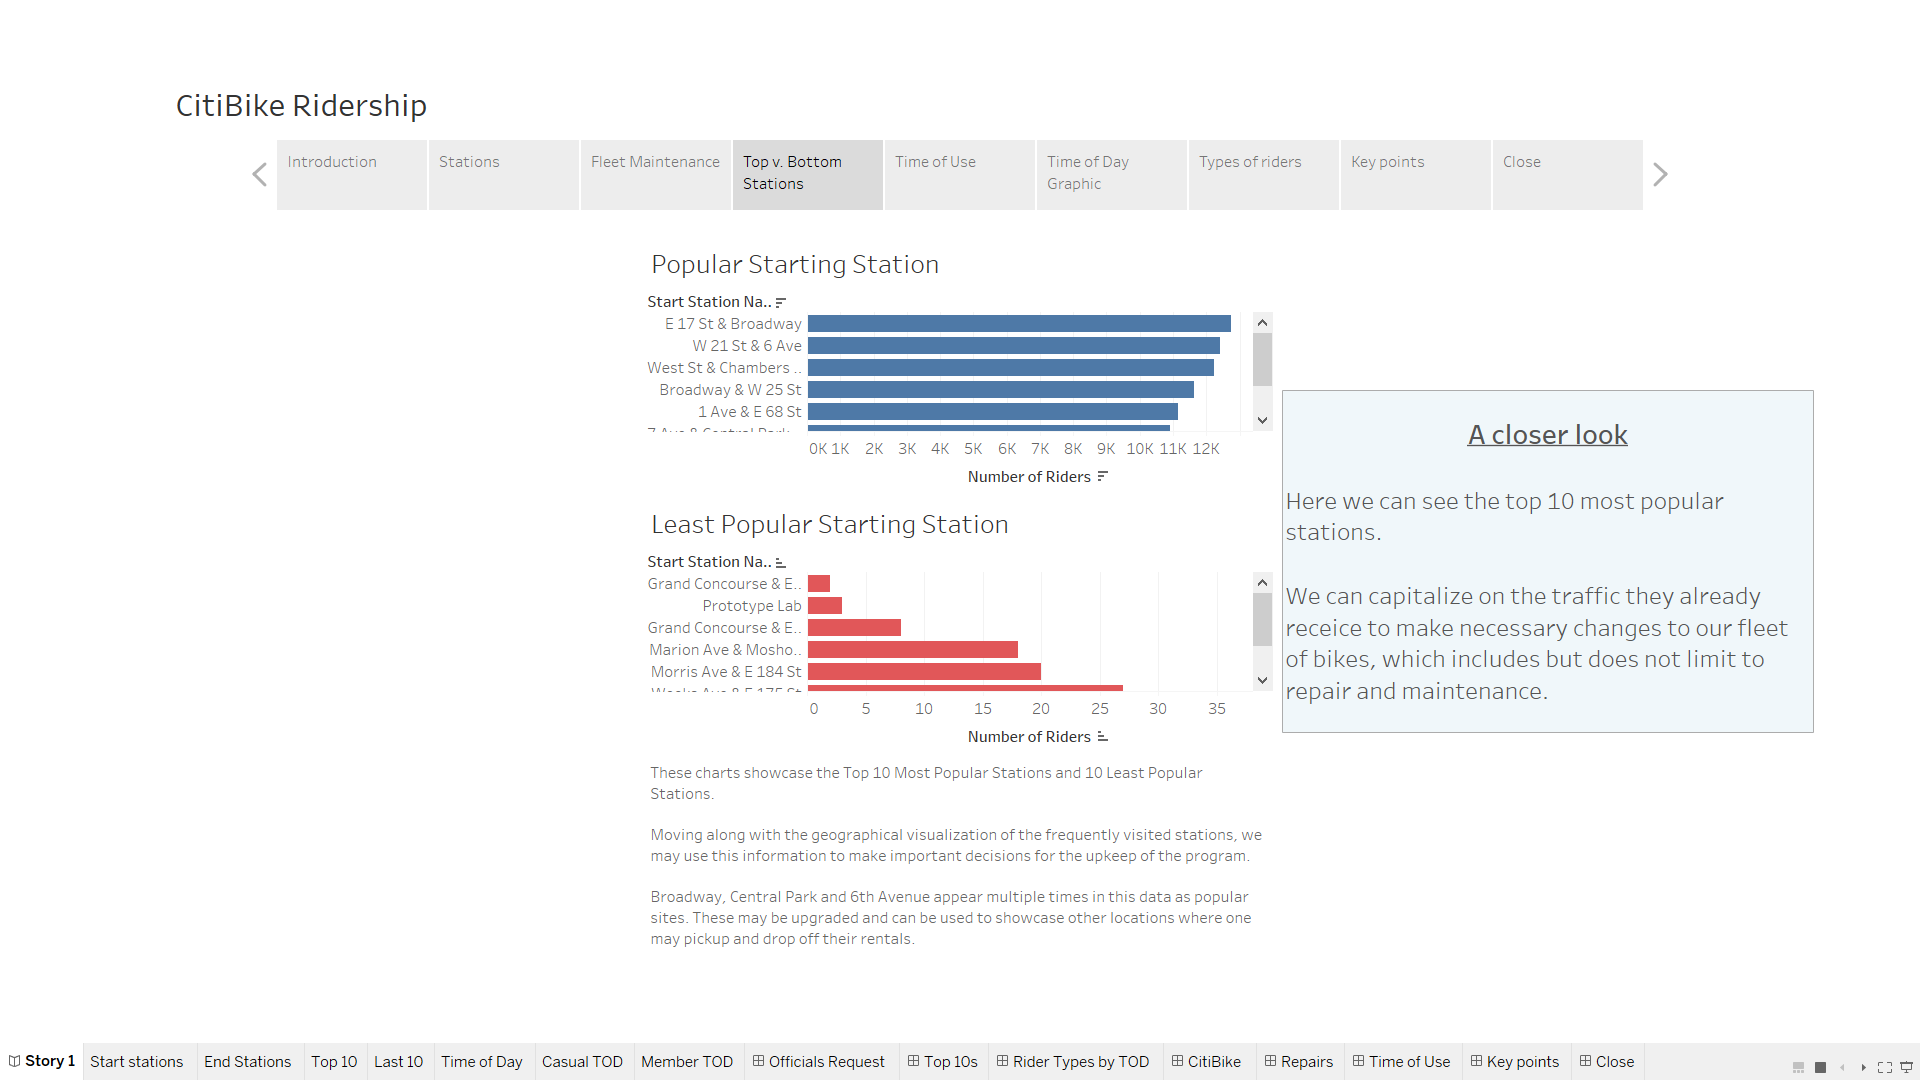 CitiBike Ridership
Introduction
Stations
Fleet Maintenance
Top v. Bottom
Stations
Time of Use
Time of Day
Graphic
Types of riders
Key points
Close
Popular Starting Station
Start Station Na..
E 17 St & Broadway
W 21 St & 6 Ave
West St & Chambers ..
Broadway & W 25 St
1 Ave & E 68 St
7 Ave & Central Park ..
0K 1K 2K 3K 4K 5K 6K 7K 8K 9K 10K 11K 12K
Number of Riders
Least Popular Starting Station
Start Station Na..
Grand Concourse & E..
Prototype Lab
Grand Concourse & E..
Marion Ave & Mosho..
Morris Ave & E 184 St
Weeks Ave & E 175 St
0 5 10 15 20 25 30 35
Number of Riders
These charts showcase the Top 10 Most Popular Stations and 10 Least Popular
Stations.
Moving along with the geographical visualization of the frequently visited stations, we
may use this information to make important decisions for the upkeep of the program.
Broadway, Central Park and 6th Avenue appear multiple times in this data as popular
sites. These may be upgraded and can be used to showcase other locations where one
may pickup and drop off their rentals.
A closer look
Here we can see the top 10 most popular
stations.
We can capitalize on the traffic they already
receice to make necessary changes to our fleet
of bikes, which includes but does not limit to
repair and maintenance.
Story 1
Start stations
End Stations
Top 10
Last 10
Time of Day
Casual TOD
Member TOD
Officials Request
Top 10s
Rider Types by TOD
CitiBike
Repairs
Time of Use
Key points
Close